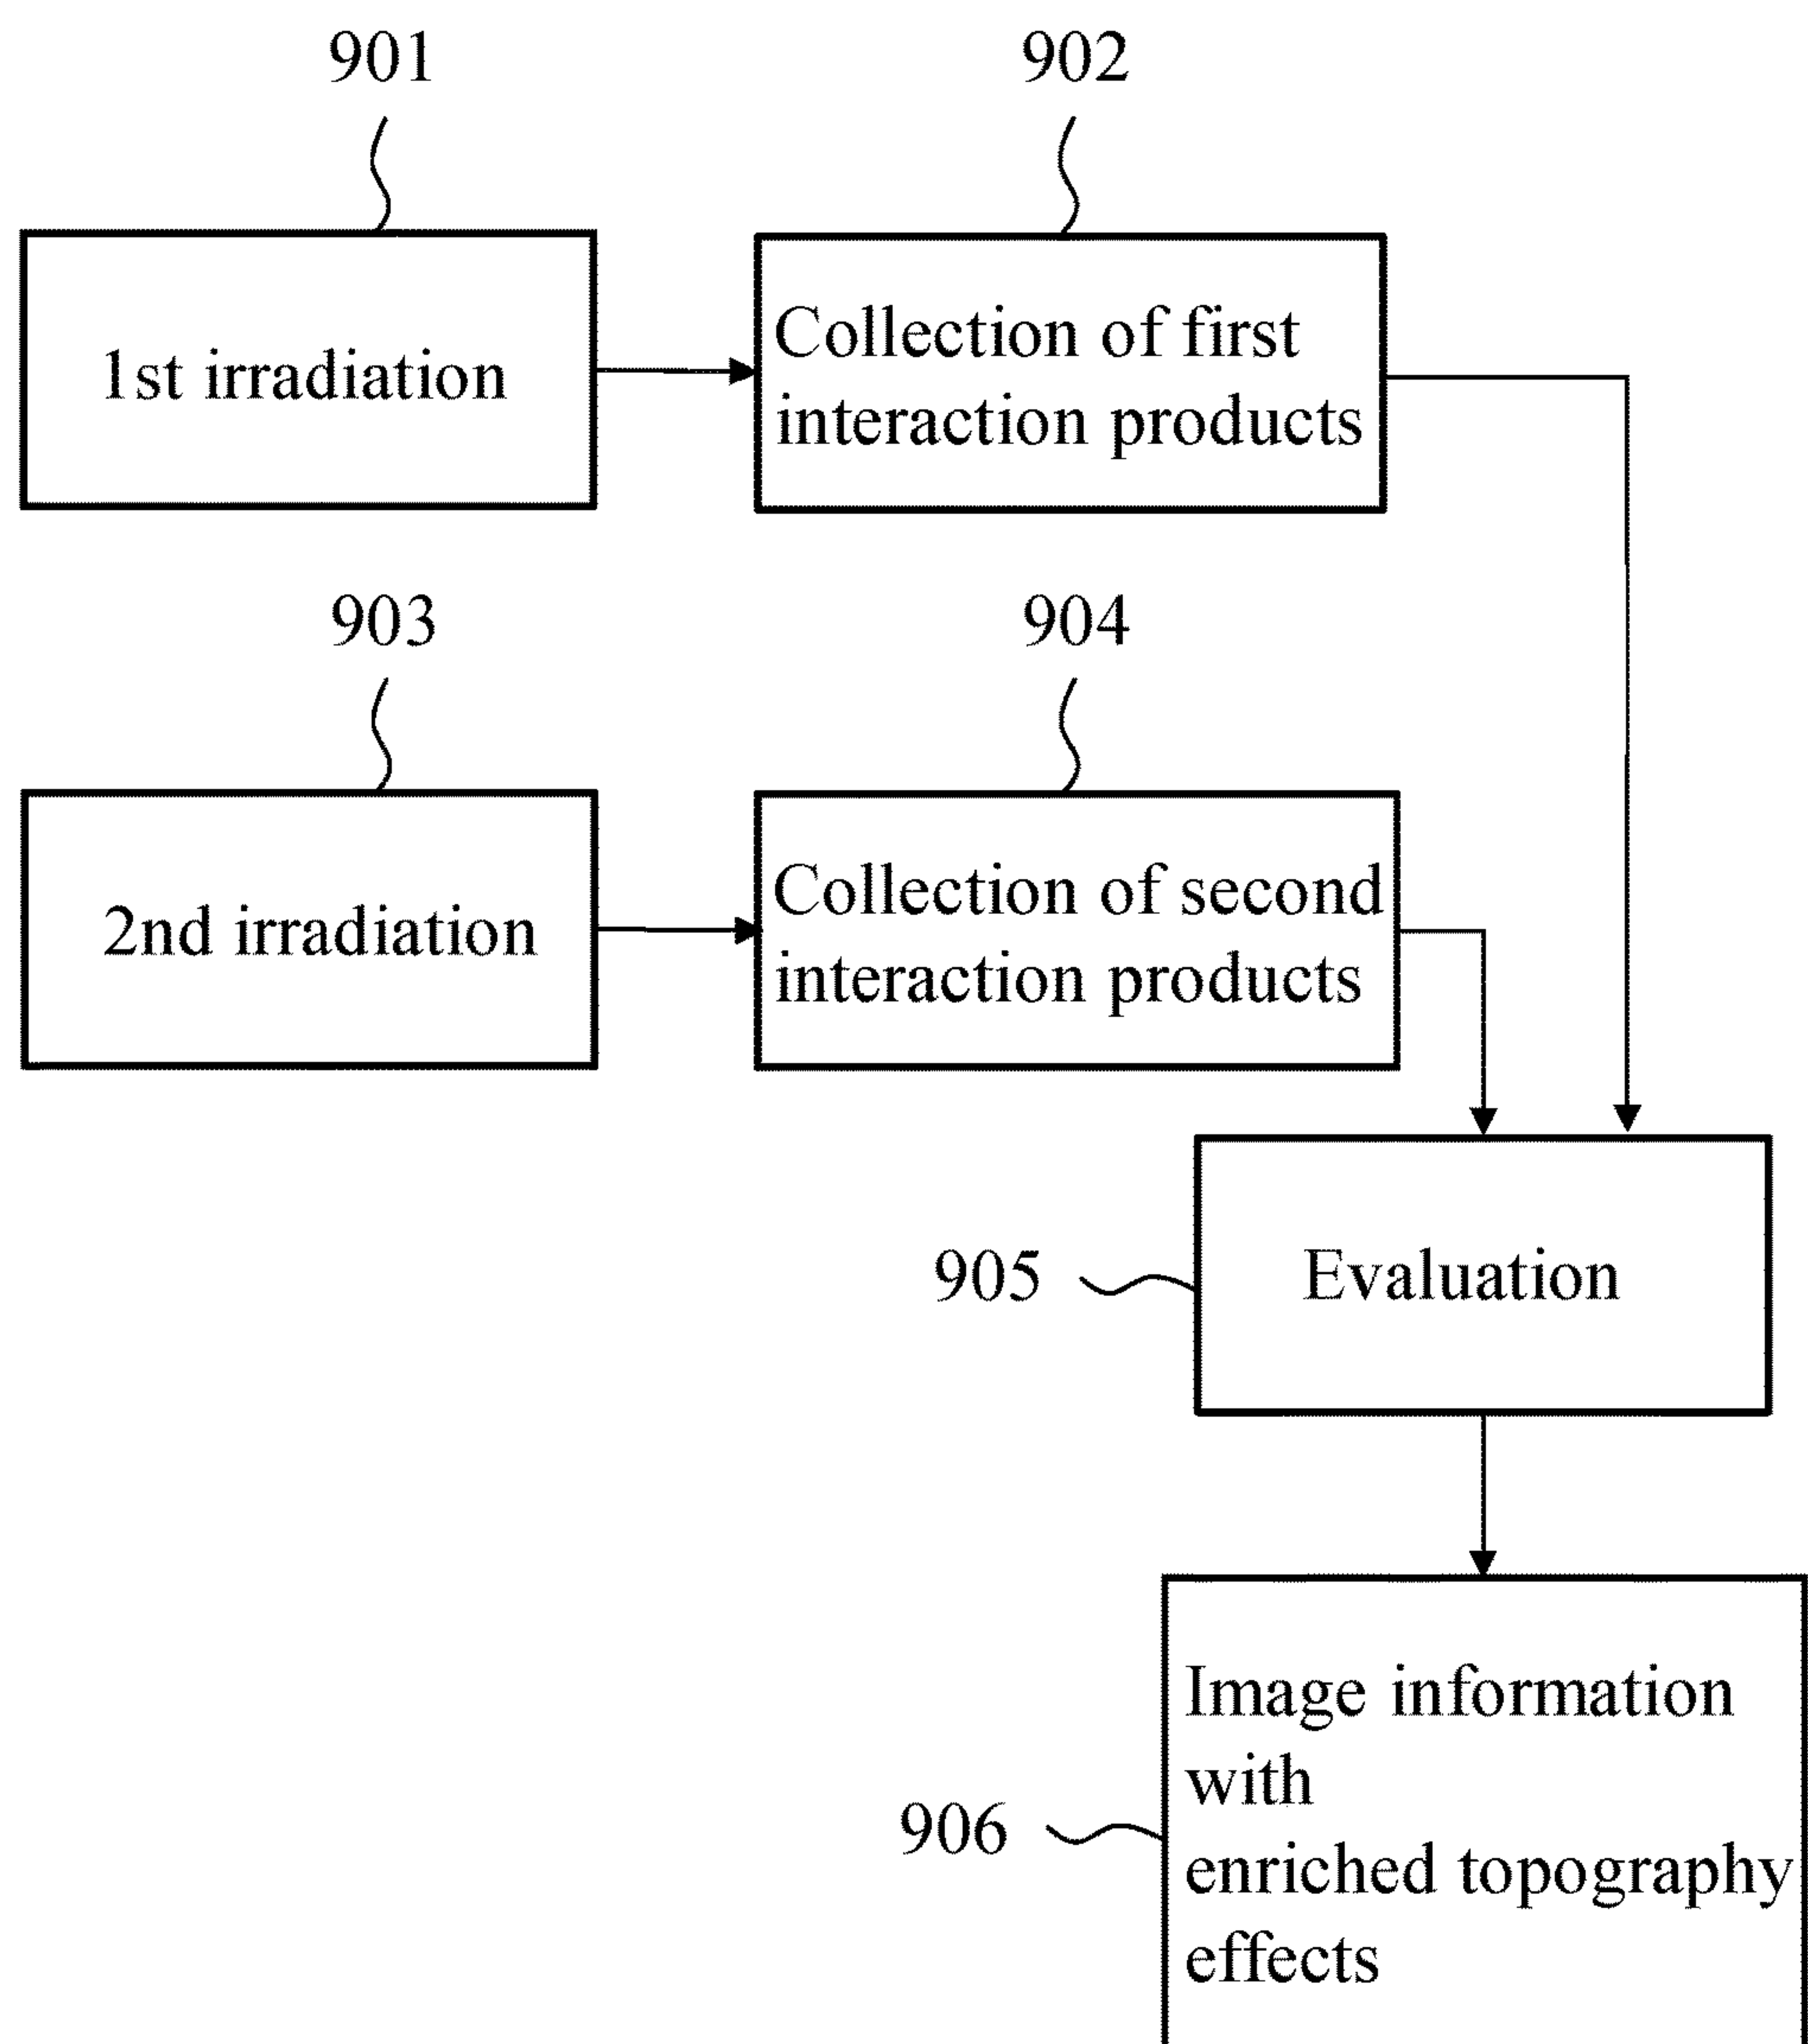 901
902
1st irradiation
Collection of first
interaction products
903
904
2nd irradiation
Collection of second
interaction products
905
Evaluation
906
Image information
with
enriched topography
effects